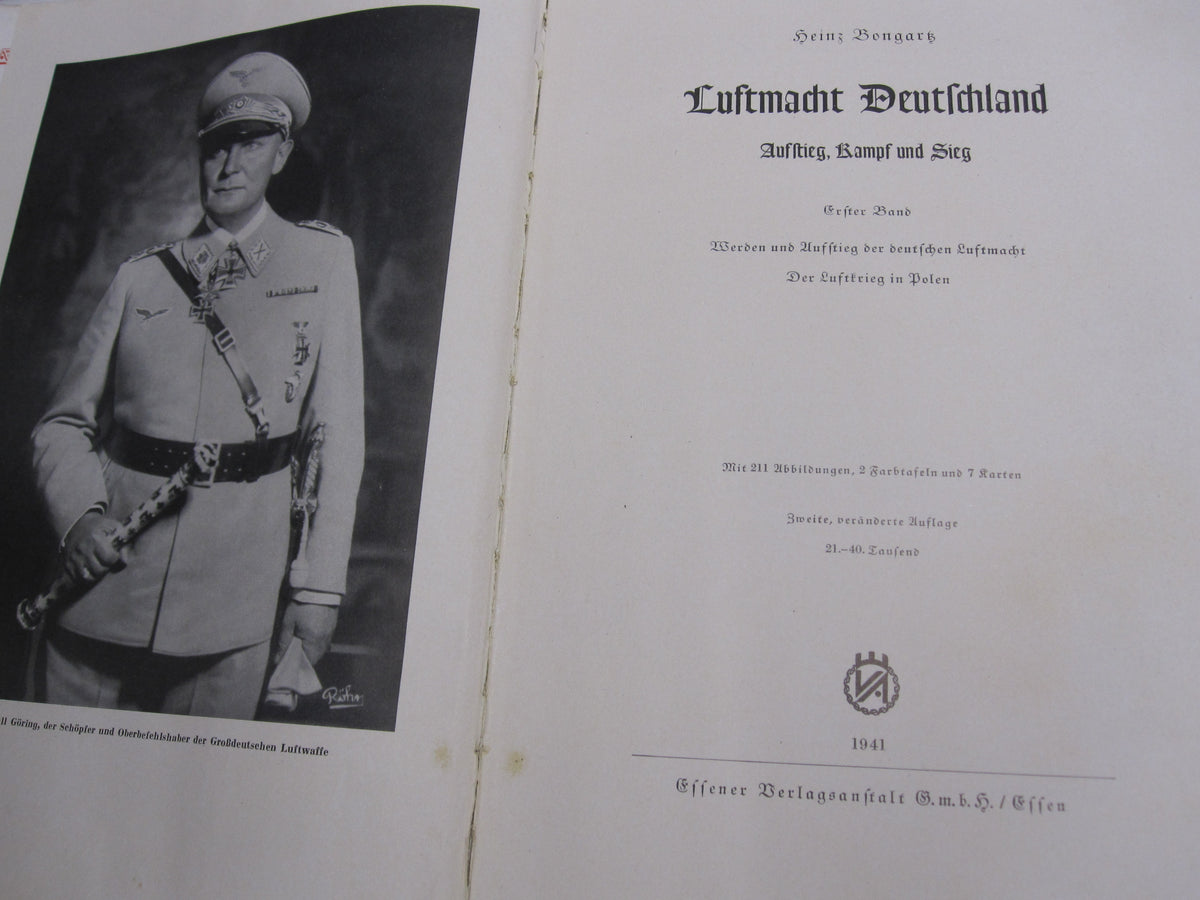 Röhr
ll Göring, der Schöpfer und Oberbefehlshaber der Großdeutschen Luftwaffe
Heinz Bongartz
Luftmacht Deutschland
Aufstieg, Kampf und Sieg
Erster Band
Werden und Aufstieg der deutschen Luftmacht
Der Luftkrieg in Polen
Mit 211 Abbildungen, 2 Farbtafeln und 7 Karten
Zweite, veränderte Auflage
21.–40. Tausend
VA
1941
Essener Verlagsanstalt G.m.b.H. / Essen